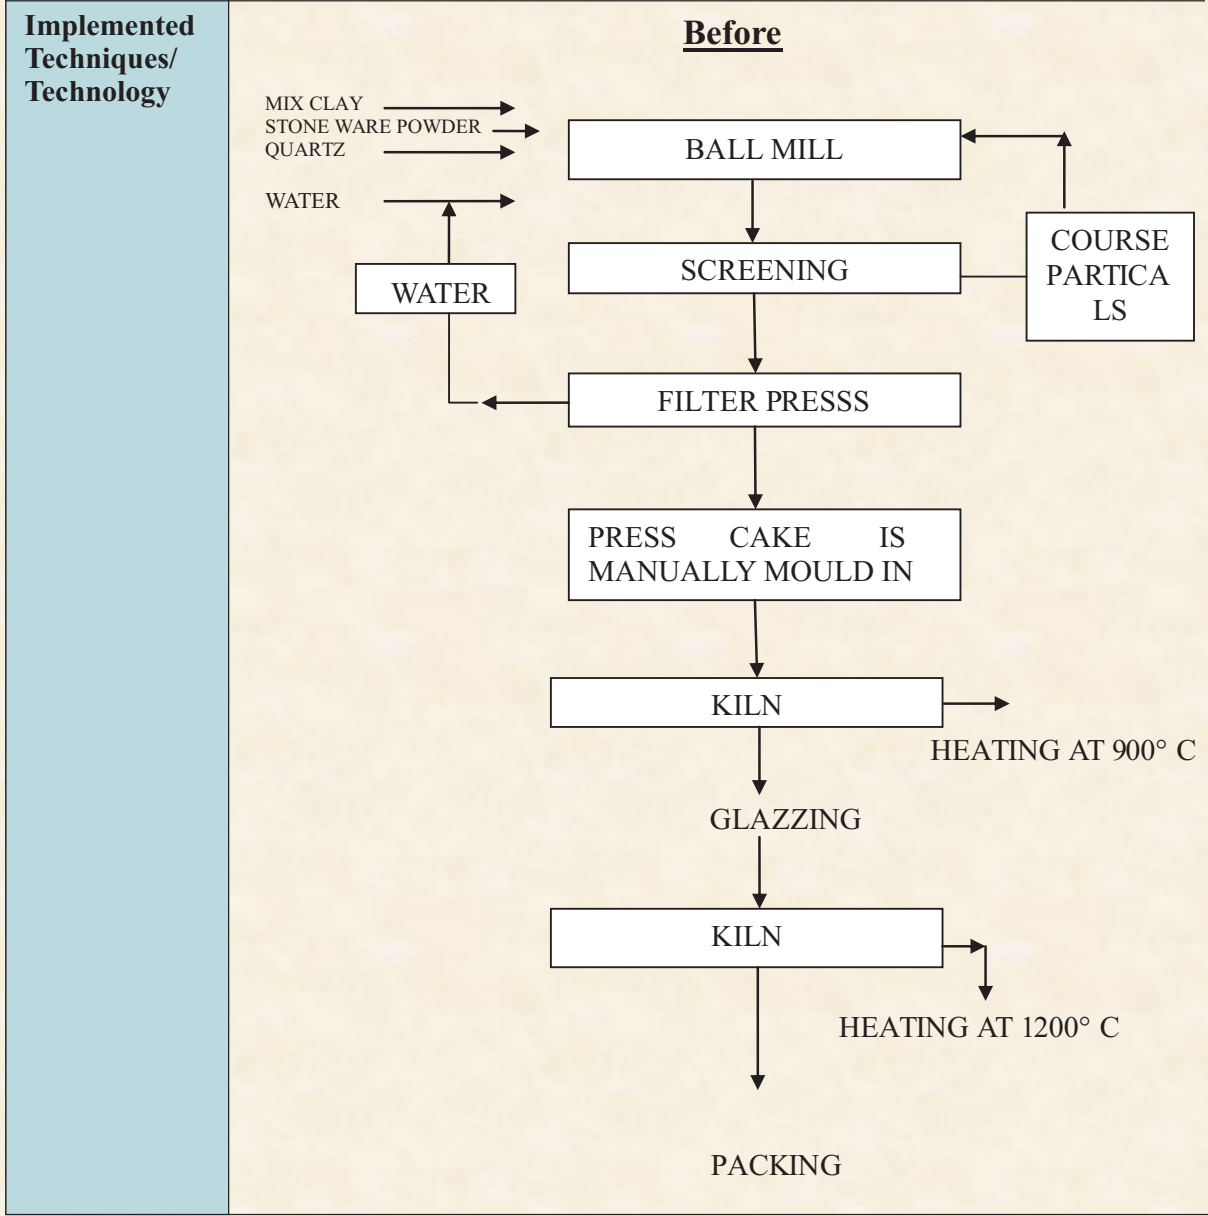 Implemented
Techniques/
Technology
Before
MIX CLAY
STONE WARE POWDER
QUARTZ
WATER
BALL MILL
SCREENING
COURSE
PARTICA
LS
WATER
FILTER PRESSS
PRESS CAKE IS
MANUALLY MOULD IN
KILN
HEATING AT 900° C
GLAZZING
KILN
HEATING AT 1200° C
PACKING